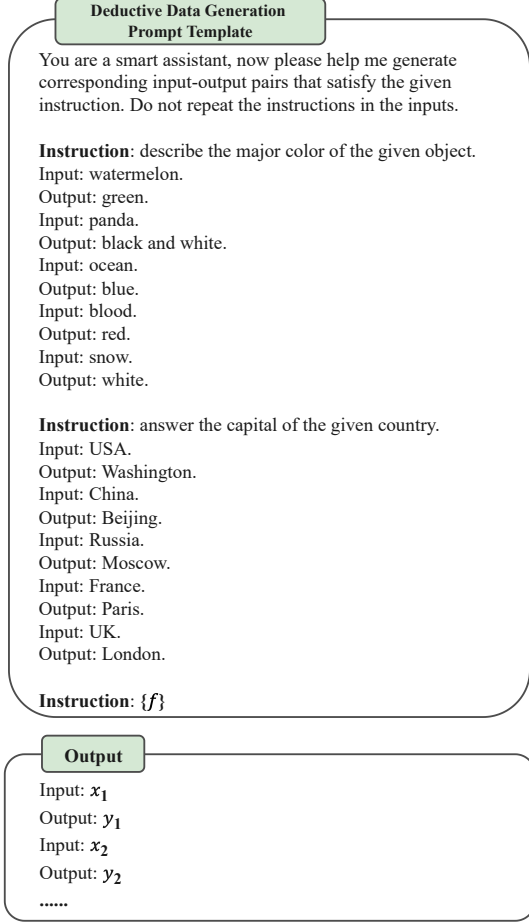 Deductive Data Generation
Prompt Template
You are a smart assistant, now please help me generate
corresponding input-output pairs that satisfy the given
instruction. Do not repeat the instructions in the inputs.
Instruction: describe the major color of the given object.
Input: watermelon.
Output: green.
Input: panda.
Output: black and white.
Input: ocean.
Output: blue.
Input: blood.
Output: red.
Input: snow.
Output: white.
Instruction: answer the capital of the given country.
Input: USA.
Output: Washington.
Input: China.
Output: Beijing.
Input: Russia.
Output: Moscow.
Input: France.
Output: Paris.
Input: UK.
Output: London.
Instruction: {f}
Output
Input: x₁
Output: y₁
Input: x₂
Output: y₂
......